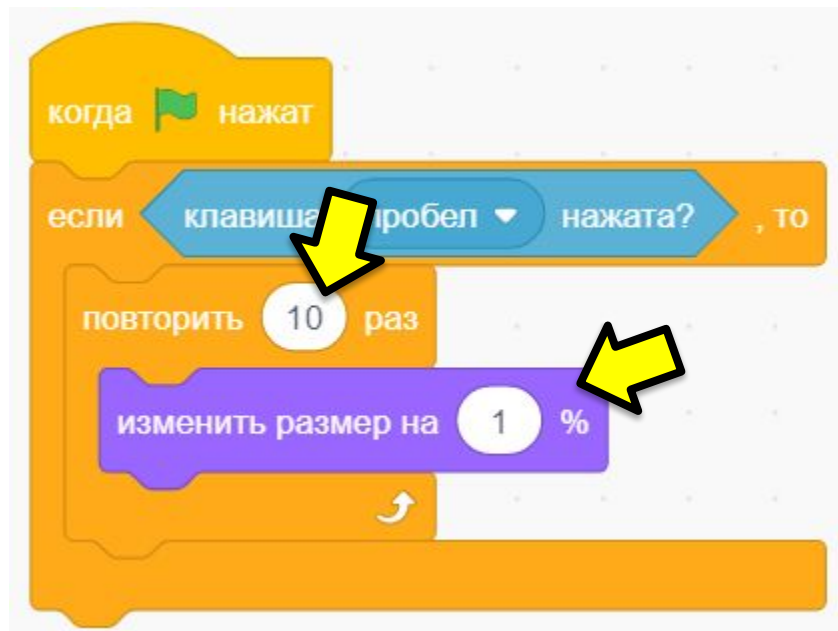 когда нажат
если клавиша пробел нажата? , то
повторить 10 раз
изменить размер на 1 %